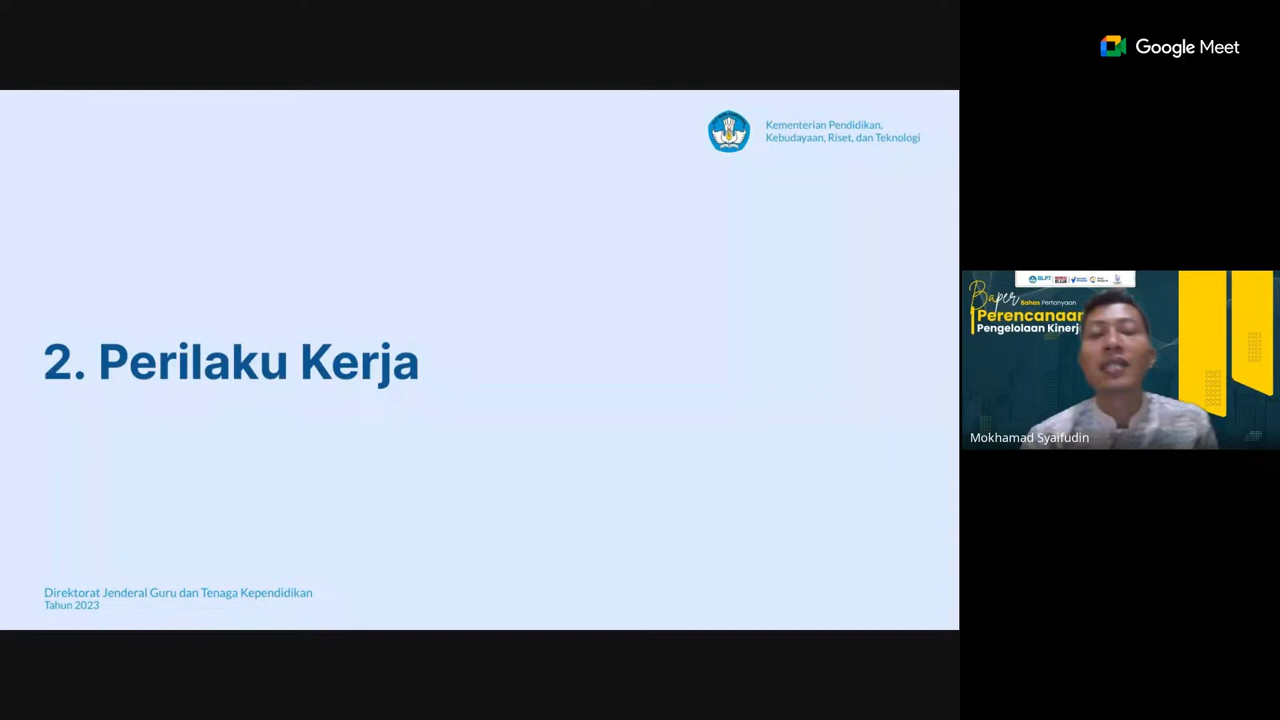 Google Meet
Kementerian Pendidikan,
Kebudayaan, Riset, dan Teknologi
2. Perilaku Kerja
Direktorat Jenderal Guru dan Tenaga Kependidikan
Tahun 2023
BLPT
Baper
Bahas Pertanyaan
Perencanaan
Pengelolaan Kinerj
Mokhamad Syaifudin